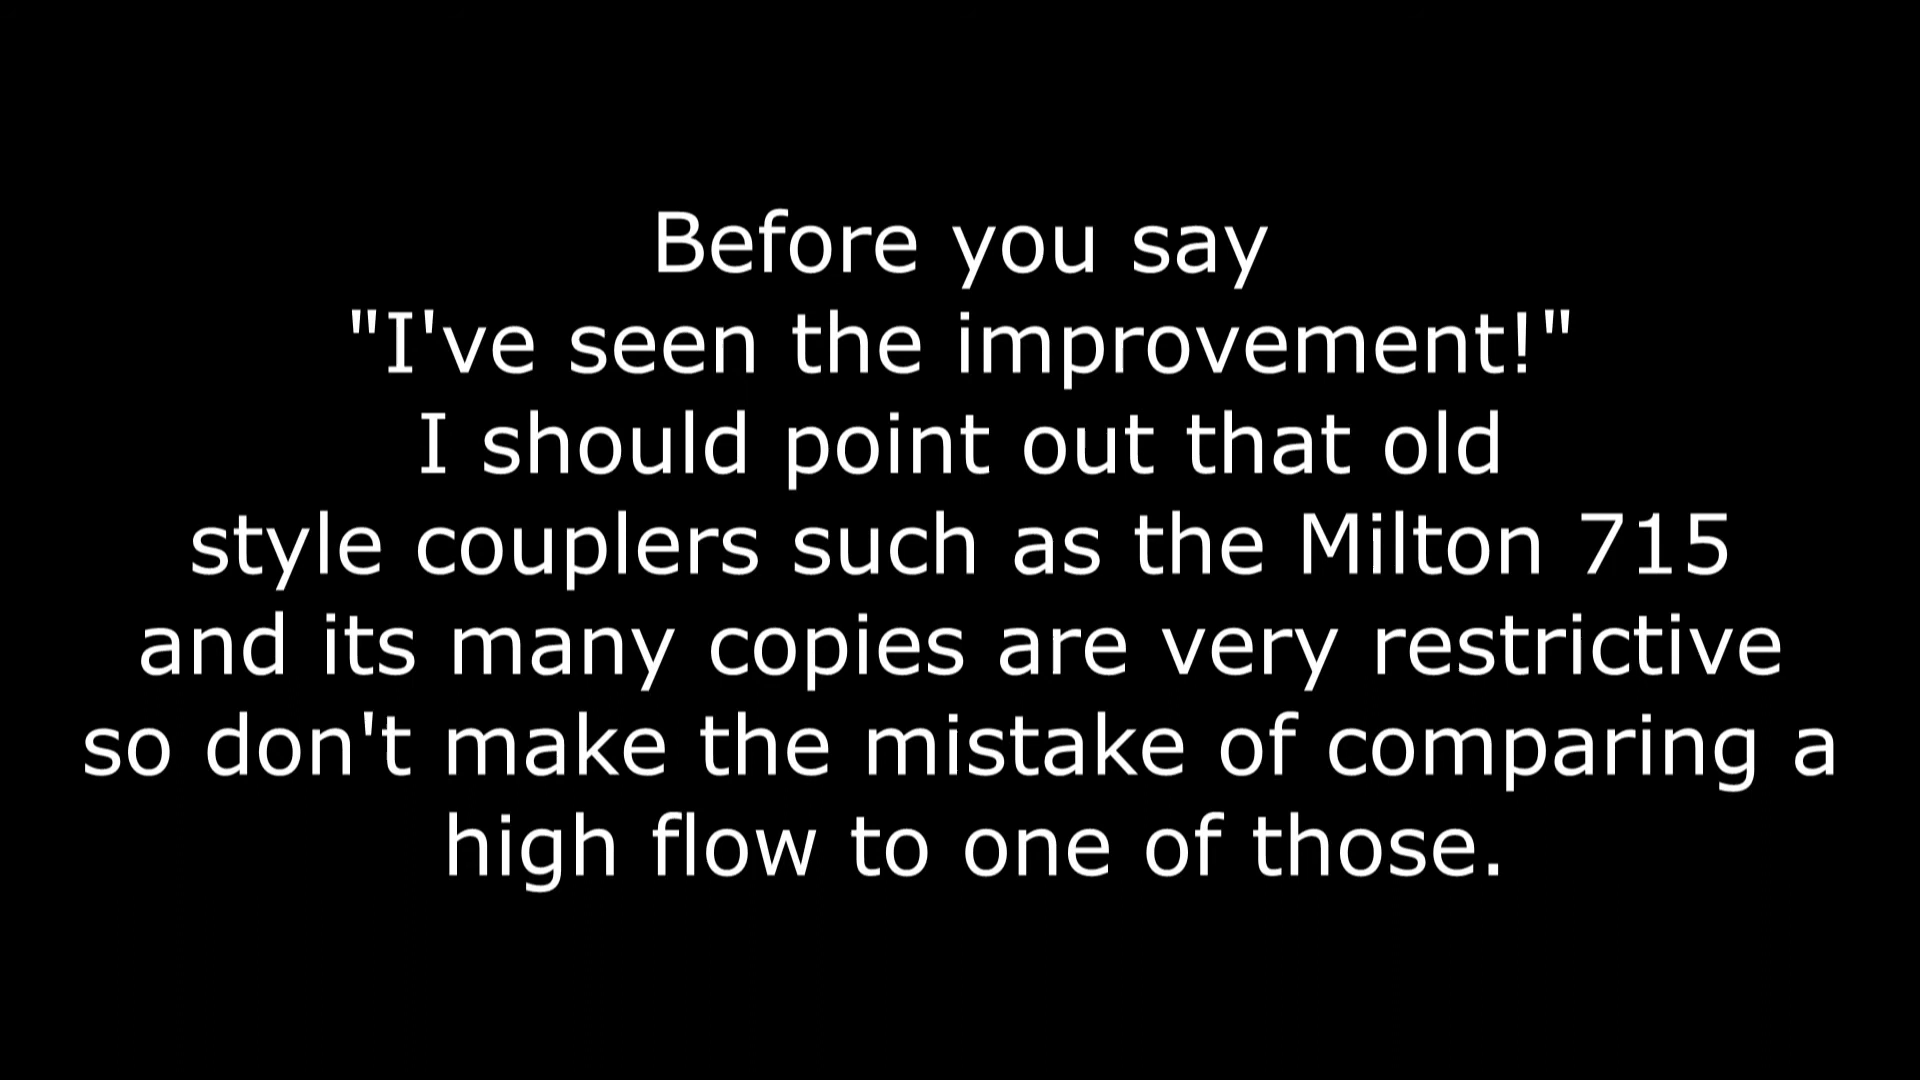 Before you say
"I've seen the improvement!"
I should point out that old
style couplers such as the Milton 715
and its many copies are very restrictive
so don't make the mistake of comparing a
high flow to one of those.